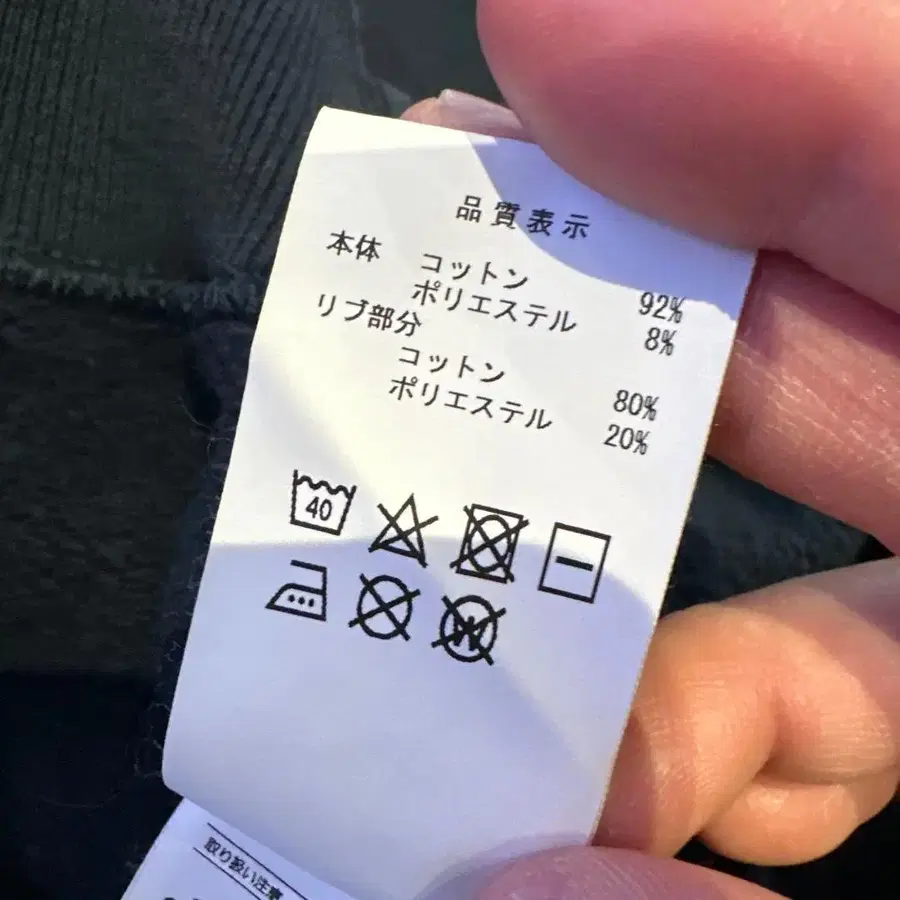 品質表示
本体 コットン 92%
ポリエステル 8%
リブ部分
コットン 80%
ポリエステル 20%
40
W
取り扱い注意